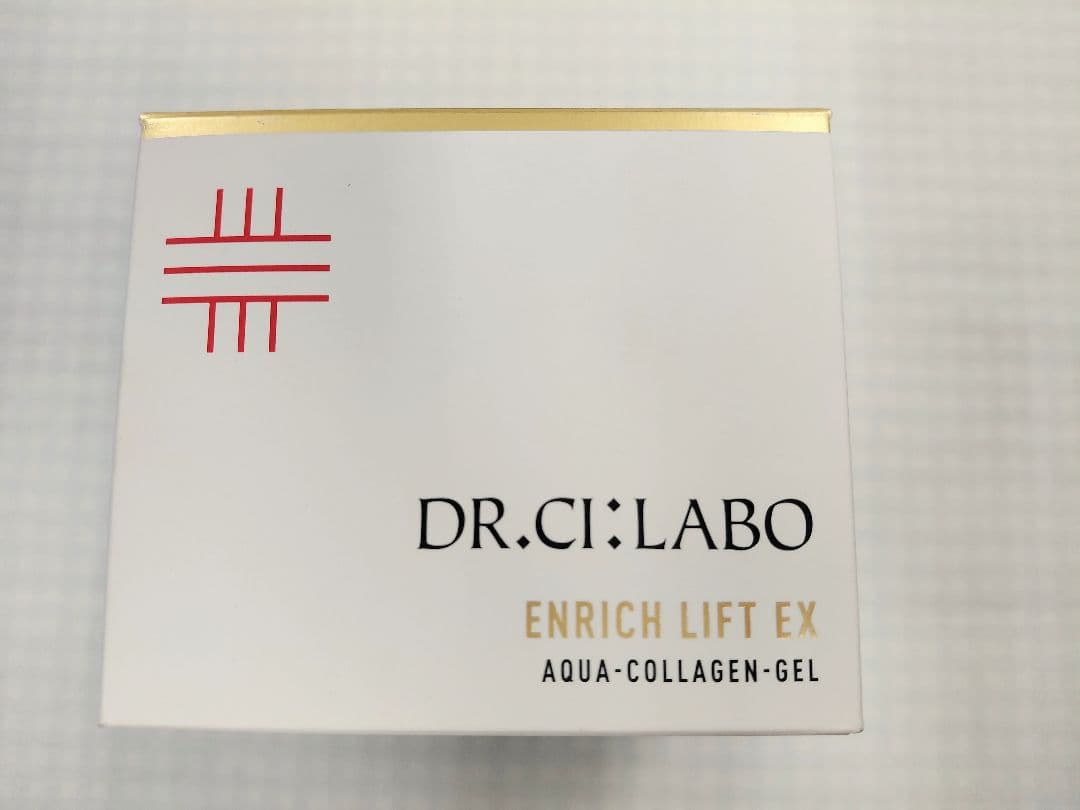 DR.CI:LABO
ENRICH LIFT EX
AQUA-COLLAGEN-GEL